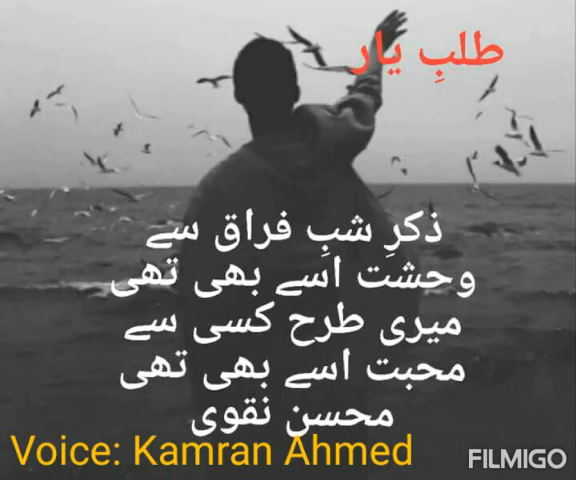 طلبِ یار
ذکرِ شبِ فراق سے
وحشت اسے بھی تھی
میری طرح کسی سے
محبت اسے بھی تھی
محسن نقوی
Voice: Kamran Ahmed
FILMIGO